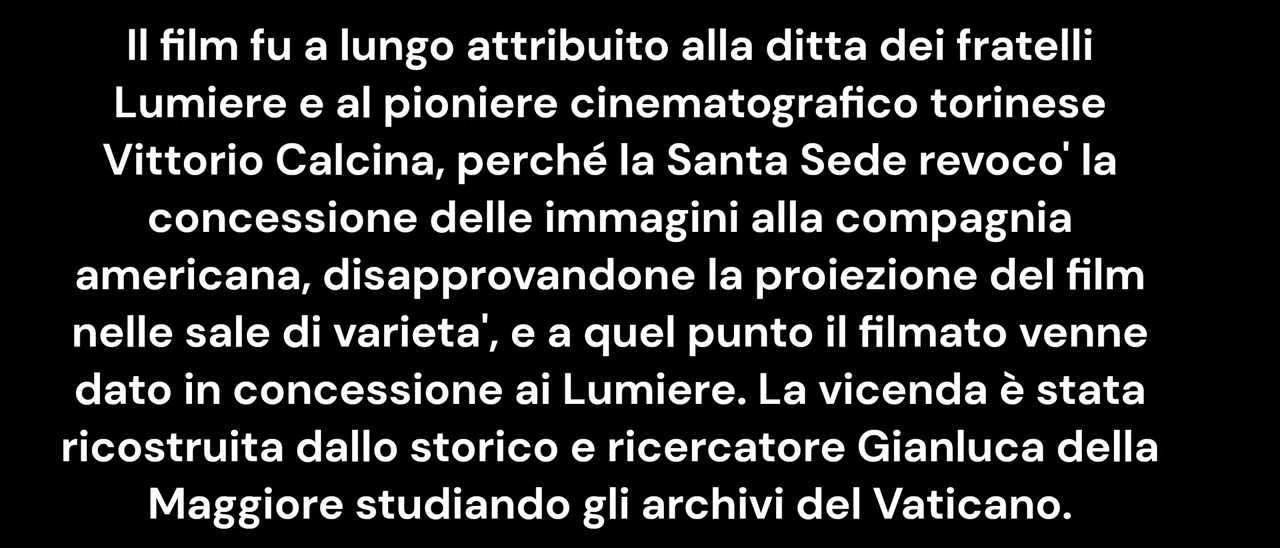 Il film fu a lungo attribuito alla ditta dei fratelli
Lumiere e al pioniere cinematografico torinese
Vittorio Calcina, perché la Santa Sede revoco' la
concessione delle immagini alla compagnia
americana, disapprovandone la proiezione del film
nelle sale di varieta', e a quel punto il filmato venne
dato in concessione ai Lumiere. La vicenda è stata
ricostruita dallo storico e ricercatore Gianluca della
Maggiore studiando gli archivi del Vaticano.